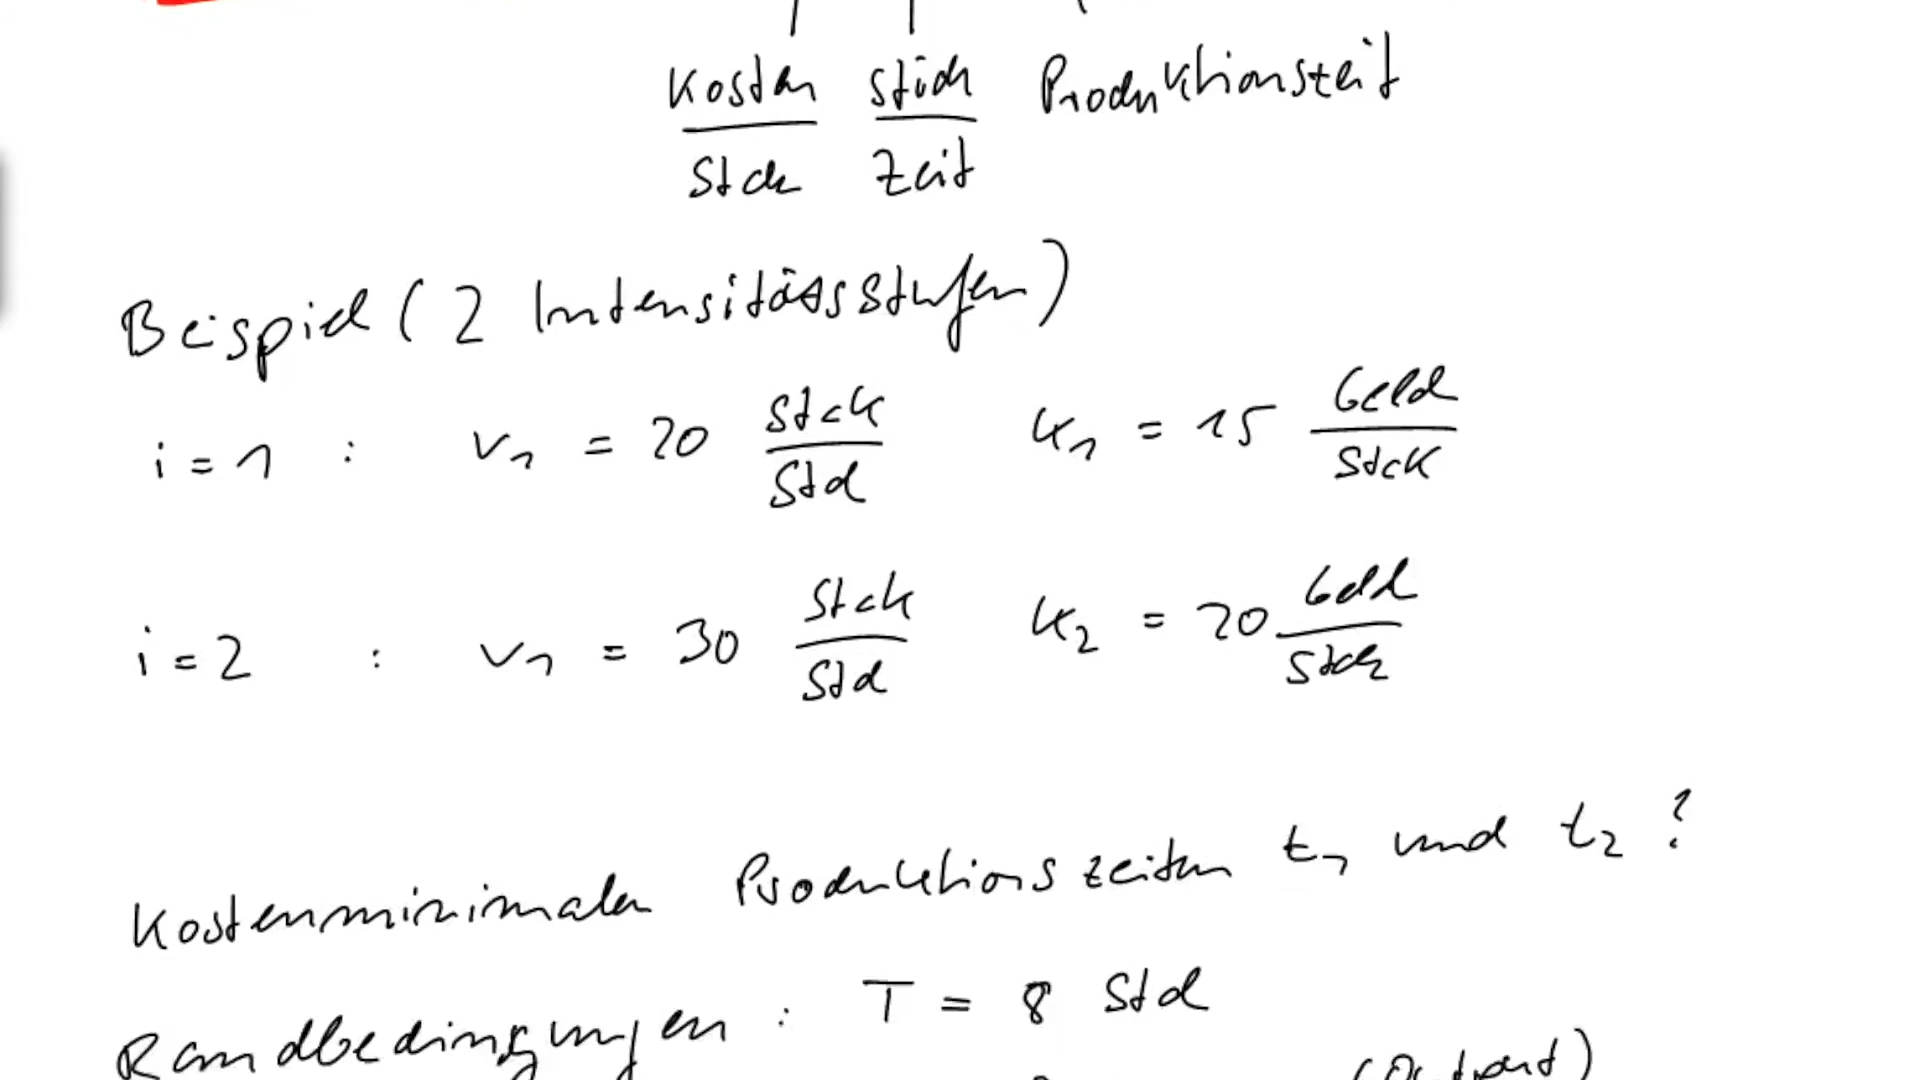 Kosten Stück Produktionszeit
Stck Zeit
Beispiel (2 Intensitätsstufen)
i = 1 : v₁ = 20 Stck/Std k₁ = 15 Geld/Stck
i = 2 : v₁ = 30 Stck/Std k₂ = 20 Geld/Stck
Kostenminimalen Produktionszeiten t₁ und t₂ ?
Randbedingungen : T = 8 Std
(Output)